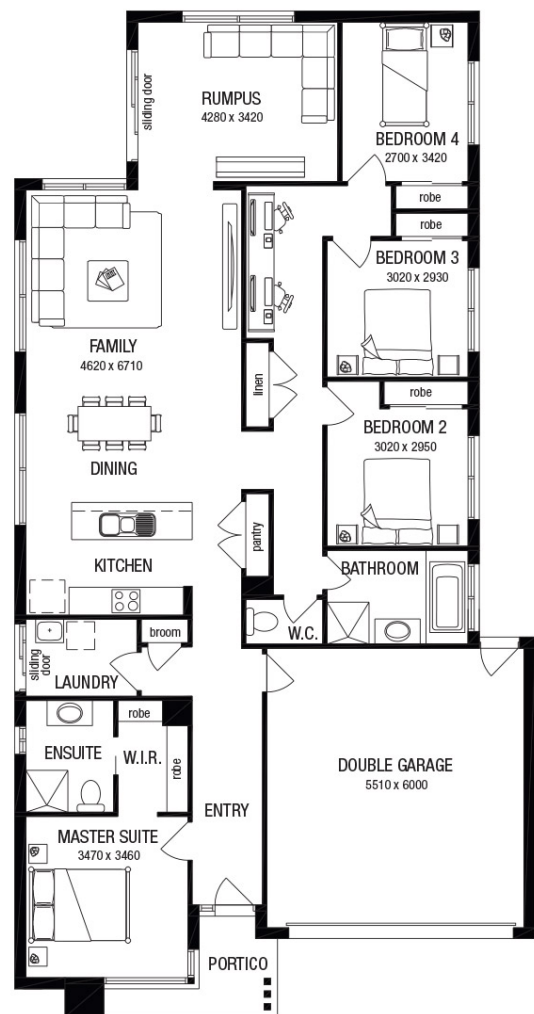 RUMPUS
4280 x 3420
sliding door
BEDROOM 4
2700 x 3420
robe
robe
BEDROOM 3
3020 x 2930
FAMILY
4620 x 6710
linen
robe
BEDROOM 2
3020 x 2950
DINING
pantry
KITCHEN
BATHROOM
W.C.
broom
sliding
door
LAUNDRY
robe
ENSUITE
W.I.R.
robe
DOUBLE GARAGE
5510 x 6000
ENTRY
MASTER SUITE
3470 x 3460
PORTICO